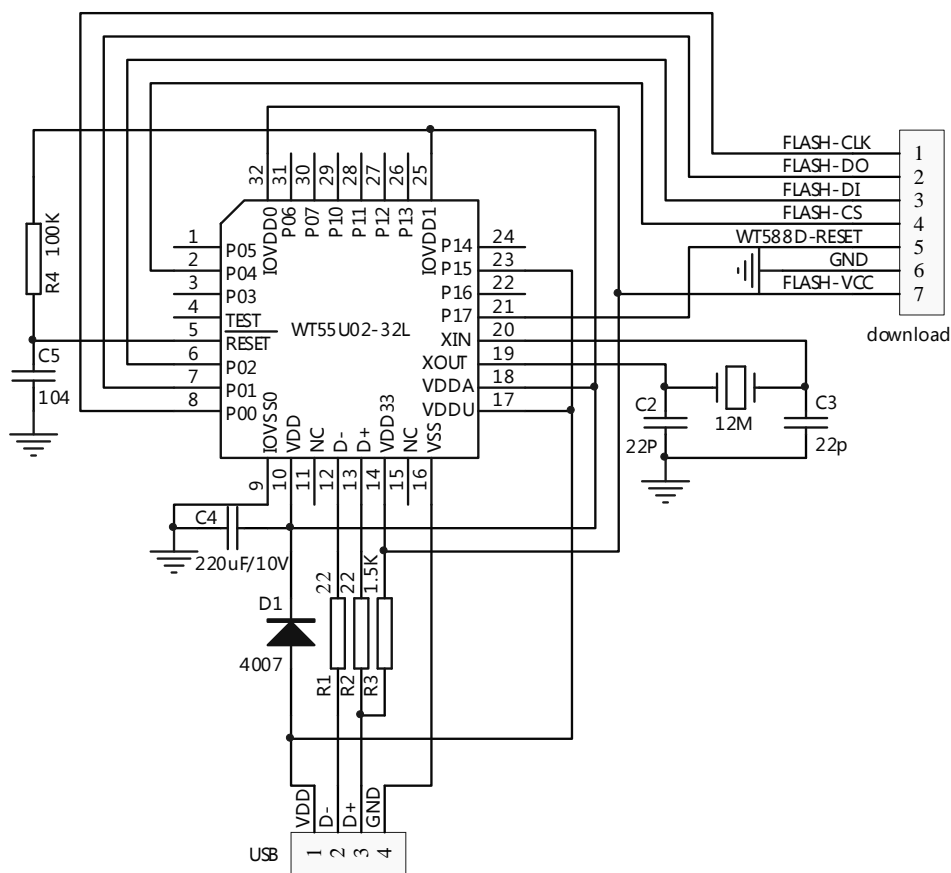 FLASH-CLK
FLASH-DO
FLASH-DI
FLASH-CS
WT588D-RESET
GND
FLASH-VCC
1
2
3
4
5
6
7
download
32
31
30
29
28
27
26
25
IOVDD0
P06
P07
P10
P11
P12
P13
IOVDD1
1
2
3
4
5
6
7
8
P05
P04
P03
TEST
RESET
P02
P01
P00
WT55U02-32L
P14
P15
P16
P17
XIN
XOUT
VDDA
VDDU
24
23
22
21
20
19
18
17
IOVSS0
VDD
NC
D-
D+
VDD33
NC
VSS
9
10
11
12
13
14
15
16
R4 100K
C5
104
C2
22P
12M
C3
22p
C4
220uF/10V
D1
4007
22
22
1.5K
R1
R2
R3
VDD
D-
D+
GND
USB
1
2
3
4